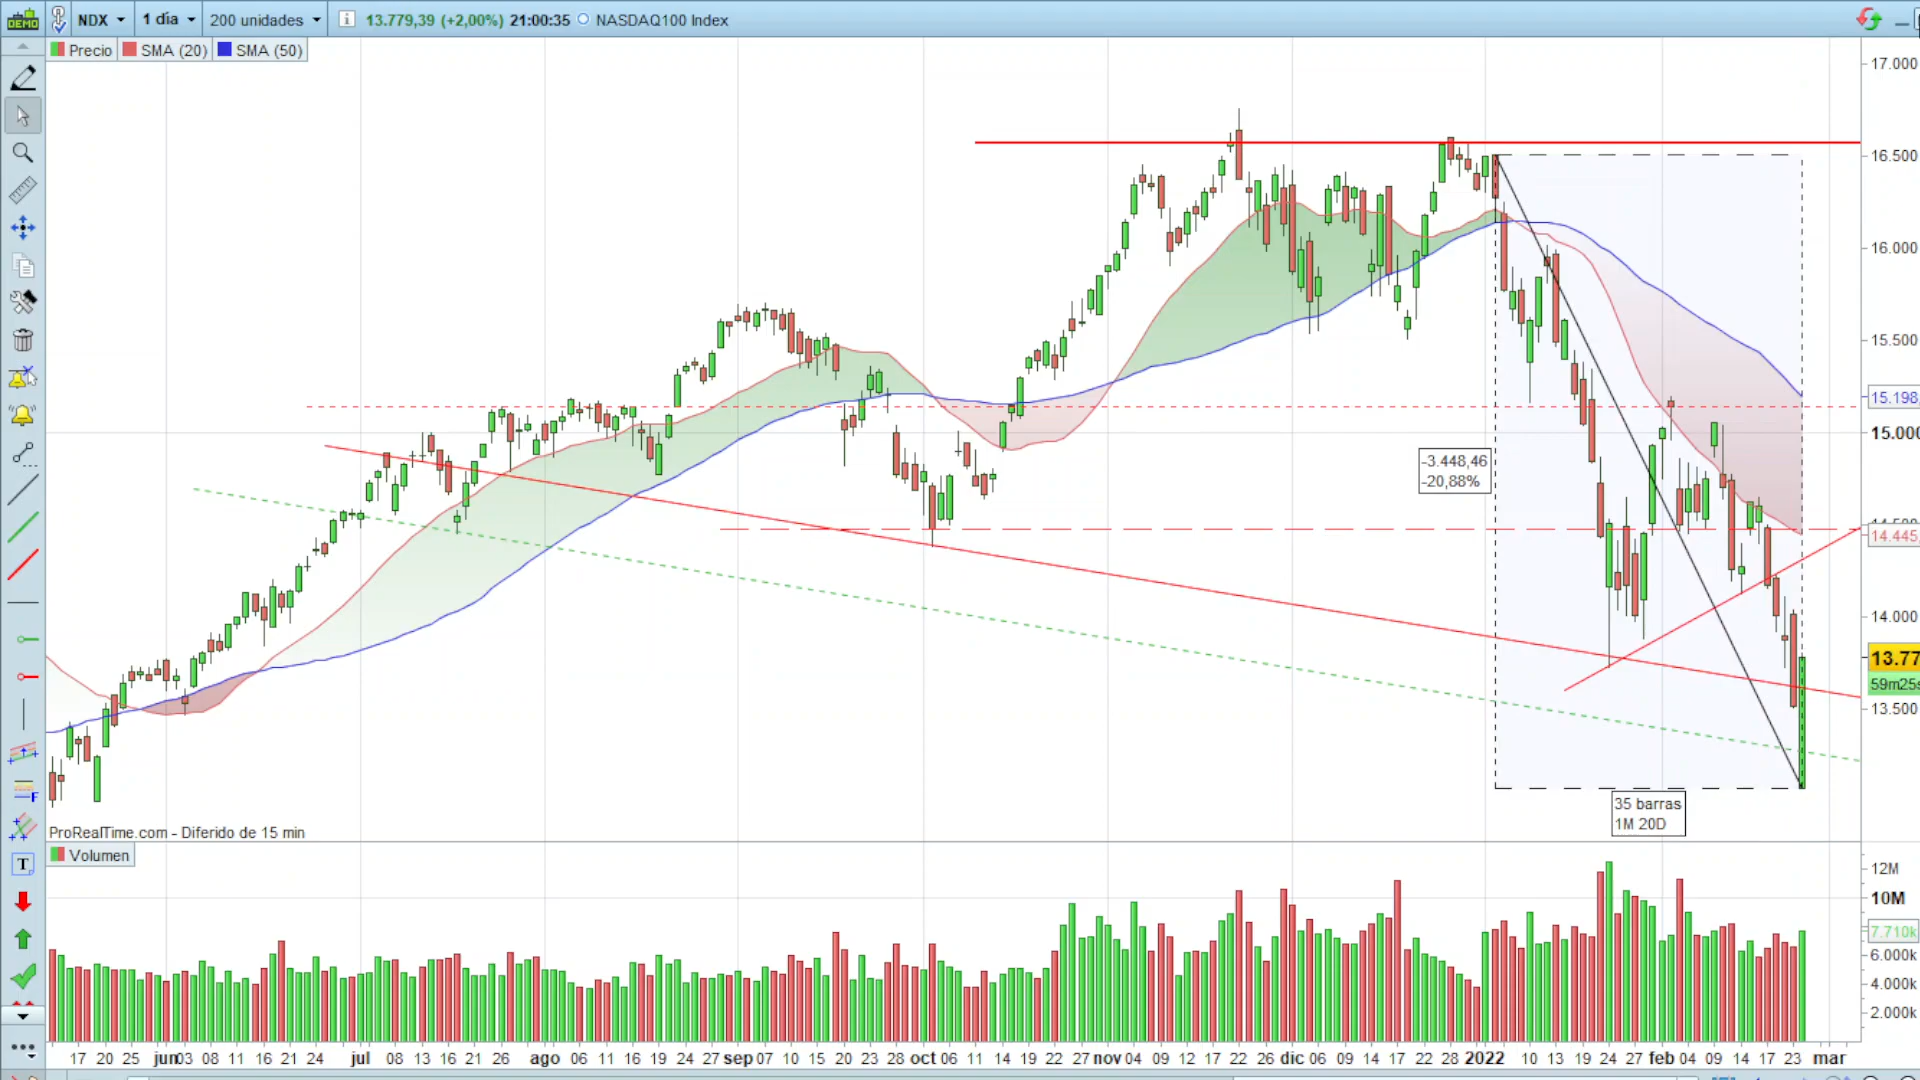 DEMO NDX 1 día 200 unidades 13.779,39 (+2,00%) 21:00:35 NASDAQ100 Index
Precio SMA (20) SMA (50)
17.000
16.500
16.000
15.500
15.198,
15.000
14.445,
14.000
13.77
59m25s
13.500
-3.448,46
-20,88%
35 barras
1M 20D
ProRealTime.com - Diferido de 15 min
Volumen
12M
10M
7.710k
6.000k
4.000k
2.000k
F
T
17 20 25 jun 03 08 11 16 21 24 jul 08 13 16 21 26 ago 06 11 16 19 24 27 sep 07 10 15 20 23 28 oct 06 11 14 19 22 27 nov 04 09 12 17 22 26 dic 06 09 14 17 22 28 2022 10 13 19 24 27 feb 04 09 14 17 23 mar